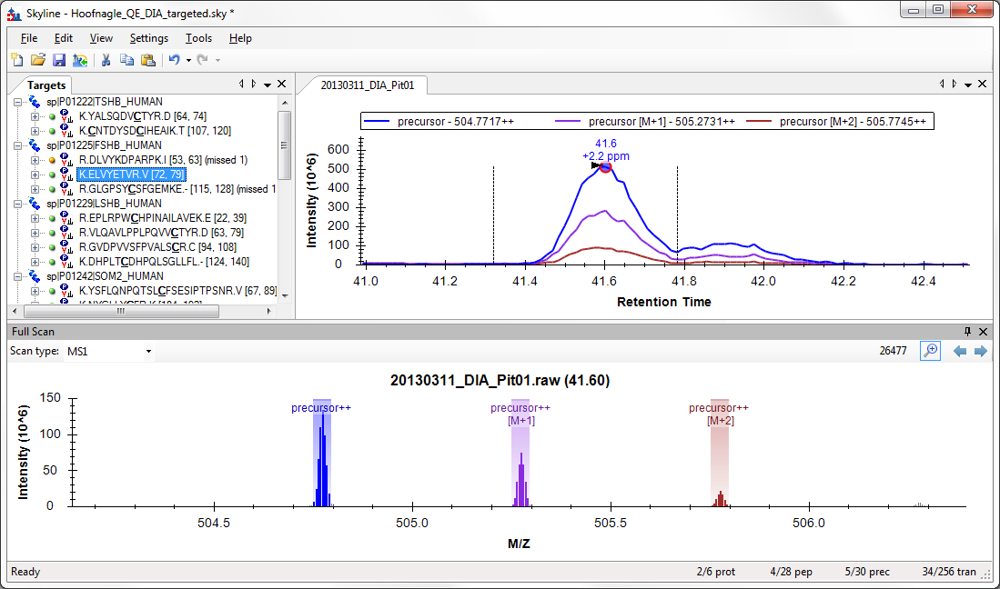 Skyline - Hoofnagle_QE_DIA_targeted.sky *
File Edit View Settings Tools Help
Targets
sp|P01222|TSHB_HUMAN
K.YALSQDVCTYR.D [64, 74]
K.CNTDYSDCIHEAIK.T [107, 120]
sp|P01225|FSHB_HUMAN
R.DLVYKDPARPK.I [53, 63] (missed 1)
K.ELVYETVR.V [72, 79]
R.GLGPSYCSFGEMKE.- [115, 128] (missed 1
sp|P01229|LSHB_HUMAN
R.EPLRPWCHPINAILAVEK.E [22, 39]
R.VLQAVLPPLPQVVCTYR.D [63, 79]
R.GVDPVVSFPVALSCR.C [94, 108]
K.DHPLTCDHPQLSGLLFL.- [124, 140]
sp|P01242|SOM2_HUMAN
K.YSFLQNPQTSLCFSESIPTPSNR.V [67, 89]
20130311_DIA_Pit01
precursor - 504.7717++ precursor [M+1] - 505.2731++ precursor [M+2] - 505.7745++
41.6
+2.2 ppm
Intensity (10^6)
600
500
400
300
200
100
0
41.0 41.2 41.4 41.6 41.8 42.0 42.2 42.4
Retention Time
Full Scan
Scan type: MS1
26477
20130311_DIA_Pit01.raw (41.60)
precursor++ precursor++ precursor++
[M+1] [M+2]
Intensity (10^6)
150
100
50
0
504.5 505.0 505.5 506.0
M/Z
Ready 2/6 prot 4/28 pep 5/30 prec 34/256 tran